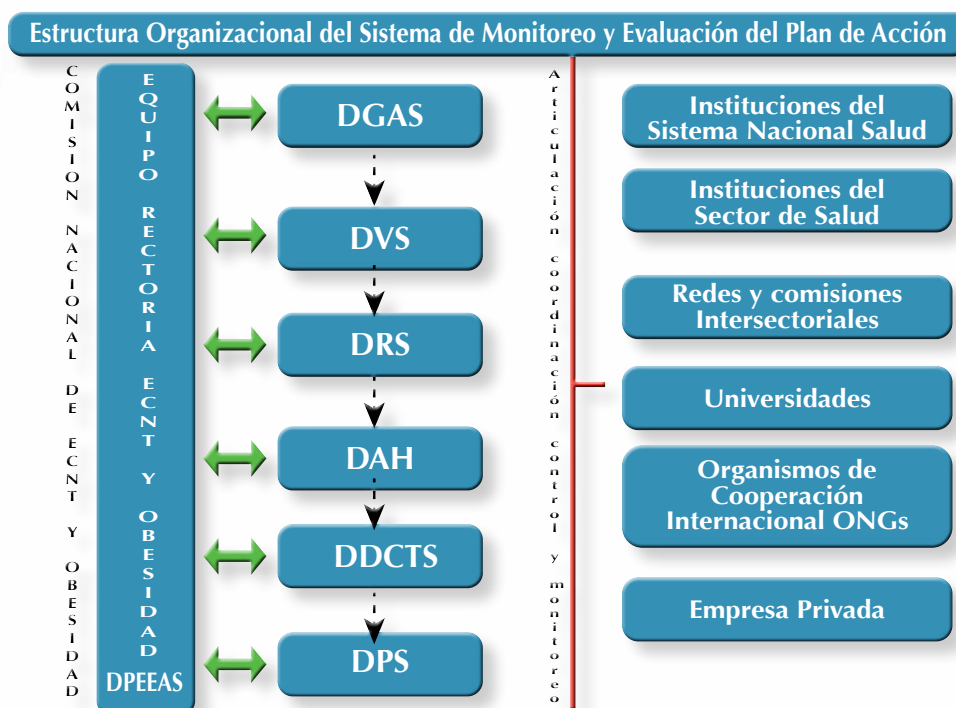 Estructura Organizacional del Sistema de Monitoreo y Evaluación del Plan de Acción
COMISION NACIONAL DE ECNT Y OBESIDAD
EQUIPO RECTORIA ECNT Y OBESIDAD
DPEEAS
DGAS
DVS
DRS
DAH
DDCTS
DPS
Articulación coordinación control y monitoreo
Instituciones del
Sistema Nacional Salud
Instituciones del
Sector de Salud
Redes y comisiones
Intersectoriales
Universidades
Organismos de
Cooperación
Internacional ONGs
Empresa Privada